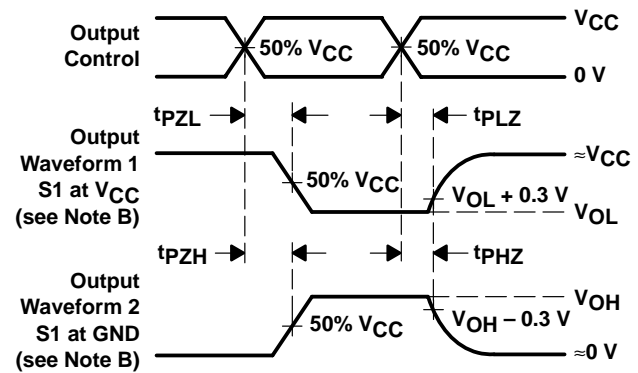 Output
Control
50% VCC
50% VCC
VCC
0 V
tPZL
tPLZ
Output
Waveform 1
S1 at VCC
(see Note B)
50% VCC
VOL + 0.3 V
≈VCC
VOL
tPZH
tPHZ
Output
Waveform 2
S1 at GND
(see Note B)
50% VCC
VOH – 0.3 V
VOH
≈0 V